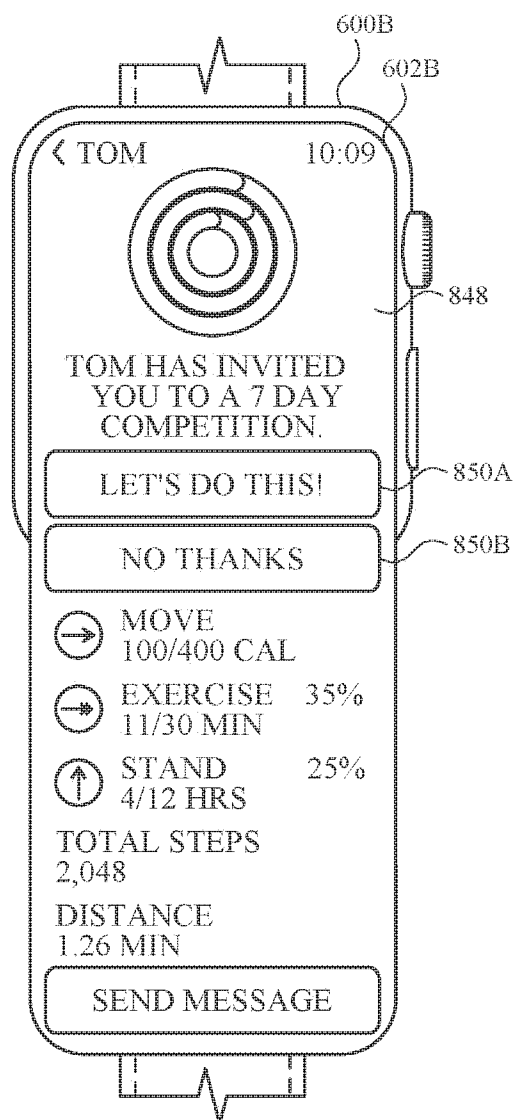 600B
602B
< TOM 10:09
848
TOM HAS INVITED
YOU TO A 7 DAY
COMPETITION.
LET'S DO THIS!
850A
NO THANKS
850B
MOVE
100/400 CAL
EXERCISE 35%
11/30 MIN
STAND 25%
4/12 HRS
TOTAL STEPS
2,048
DISTANCE
1.26 MIN
SEND MESSAGE